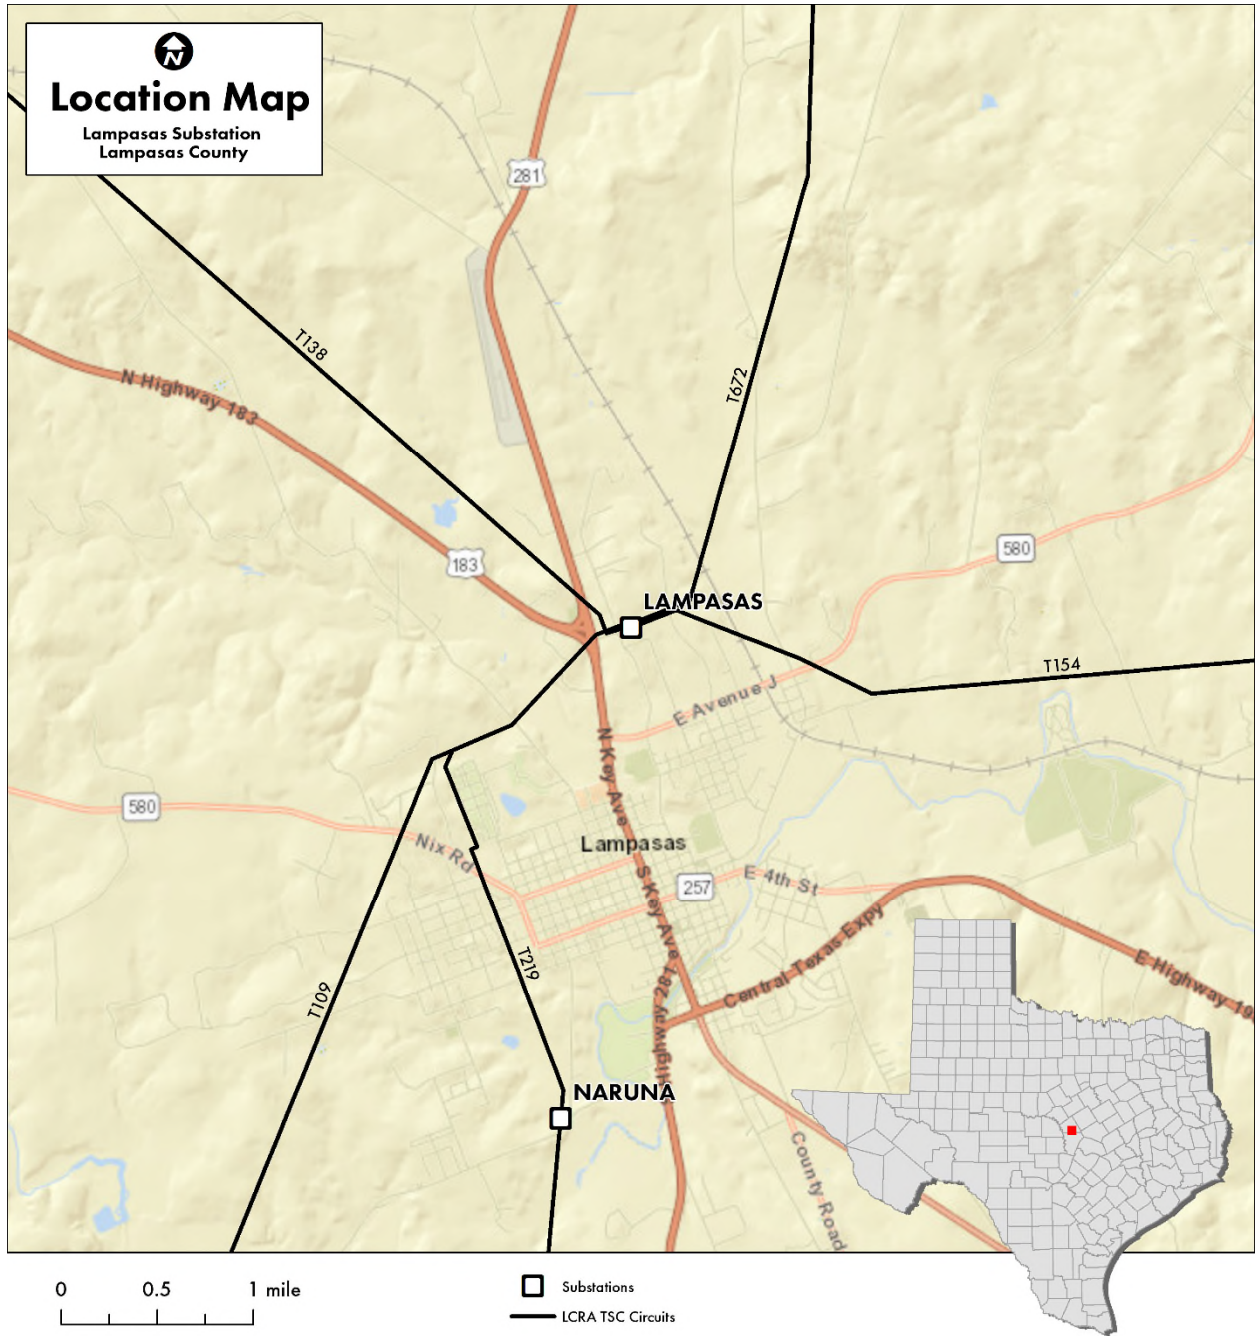 N
Location Map
Lampasas Substation
Lampasas County
281
T138
T672
N Highway 183
580
183
LAMPASAS
T154
E Avenue J
N Key Ave
580
Nix Rd
Lampasas
257
E 4th St
S Key Ave
Central Texas Expy
E Highway 19
T219
T109
Highway 281
NARUNA
County Road
0 0.5 1 mile
Substations
LCRA TSC Circuits